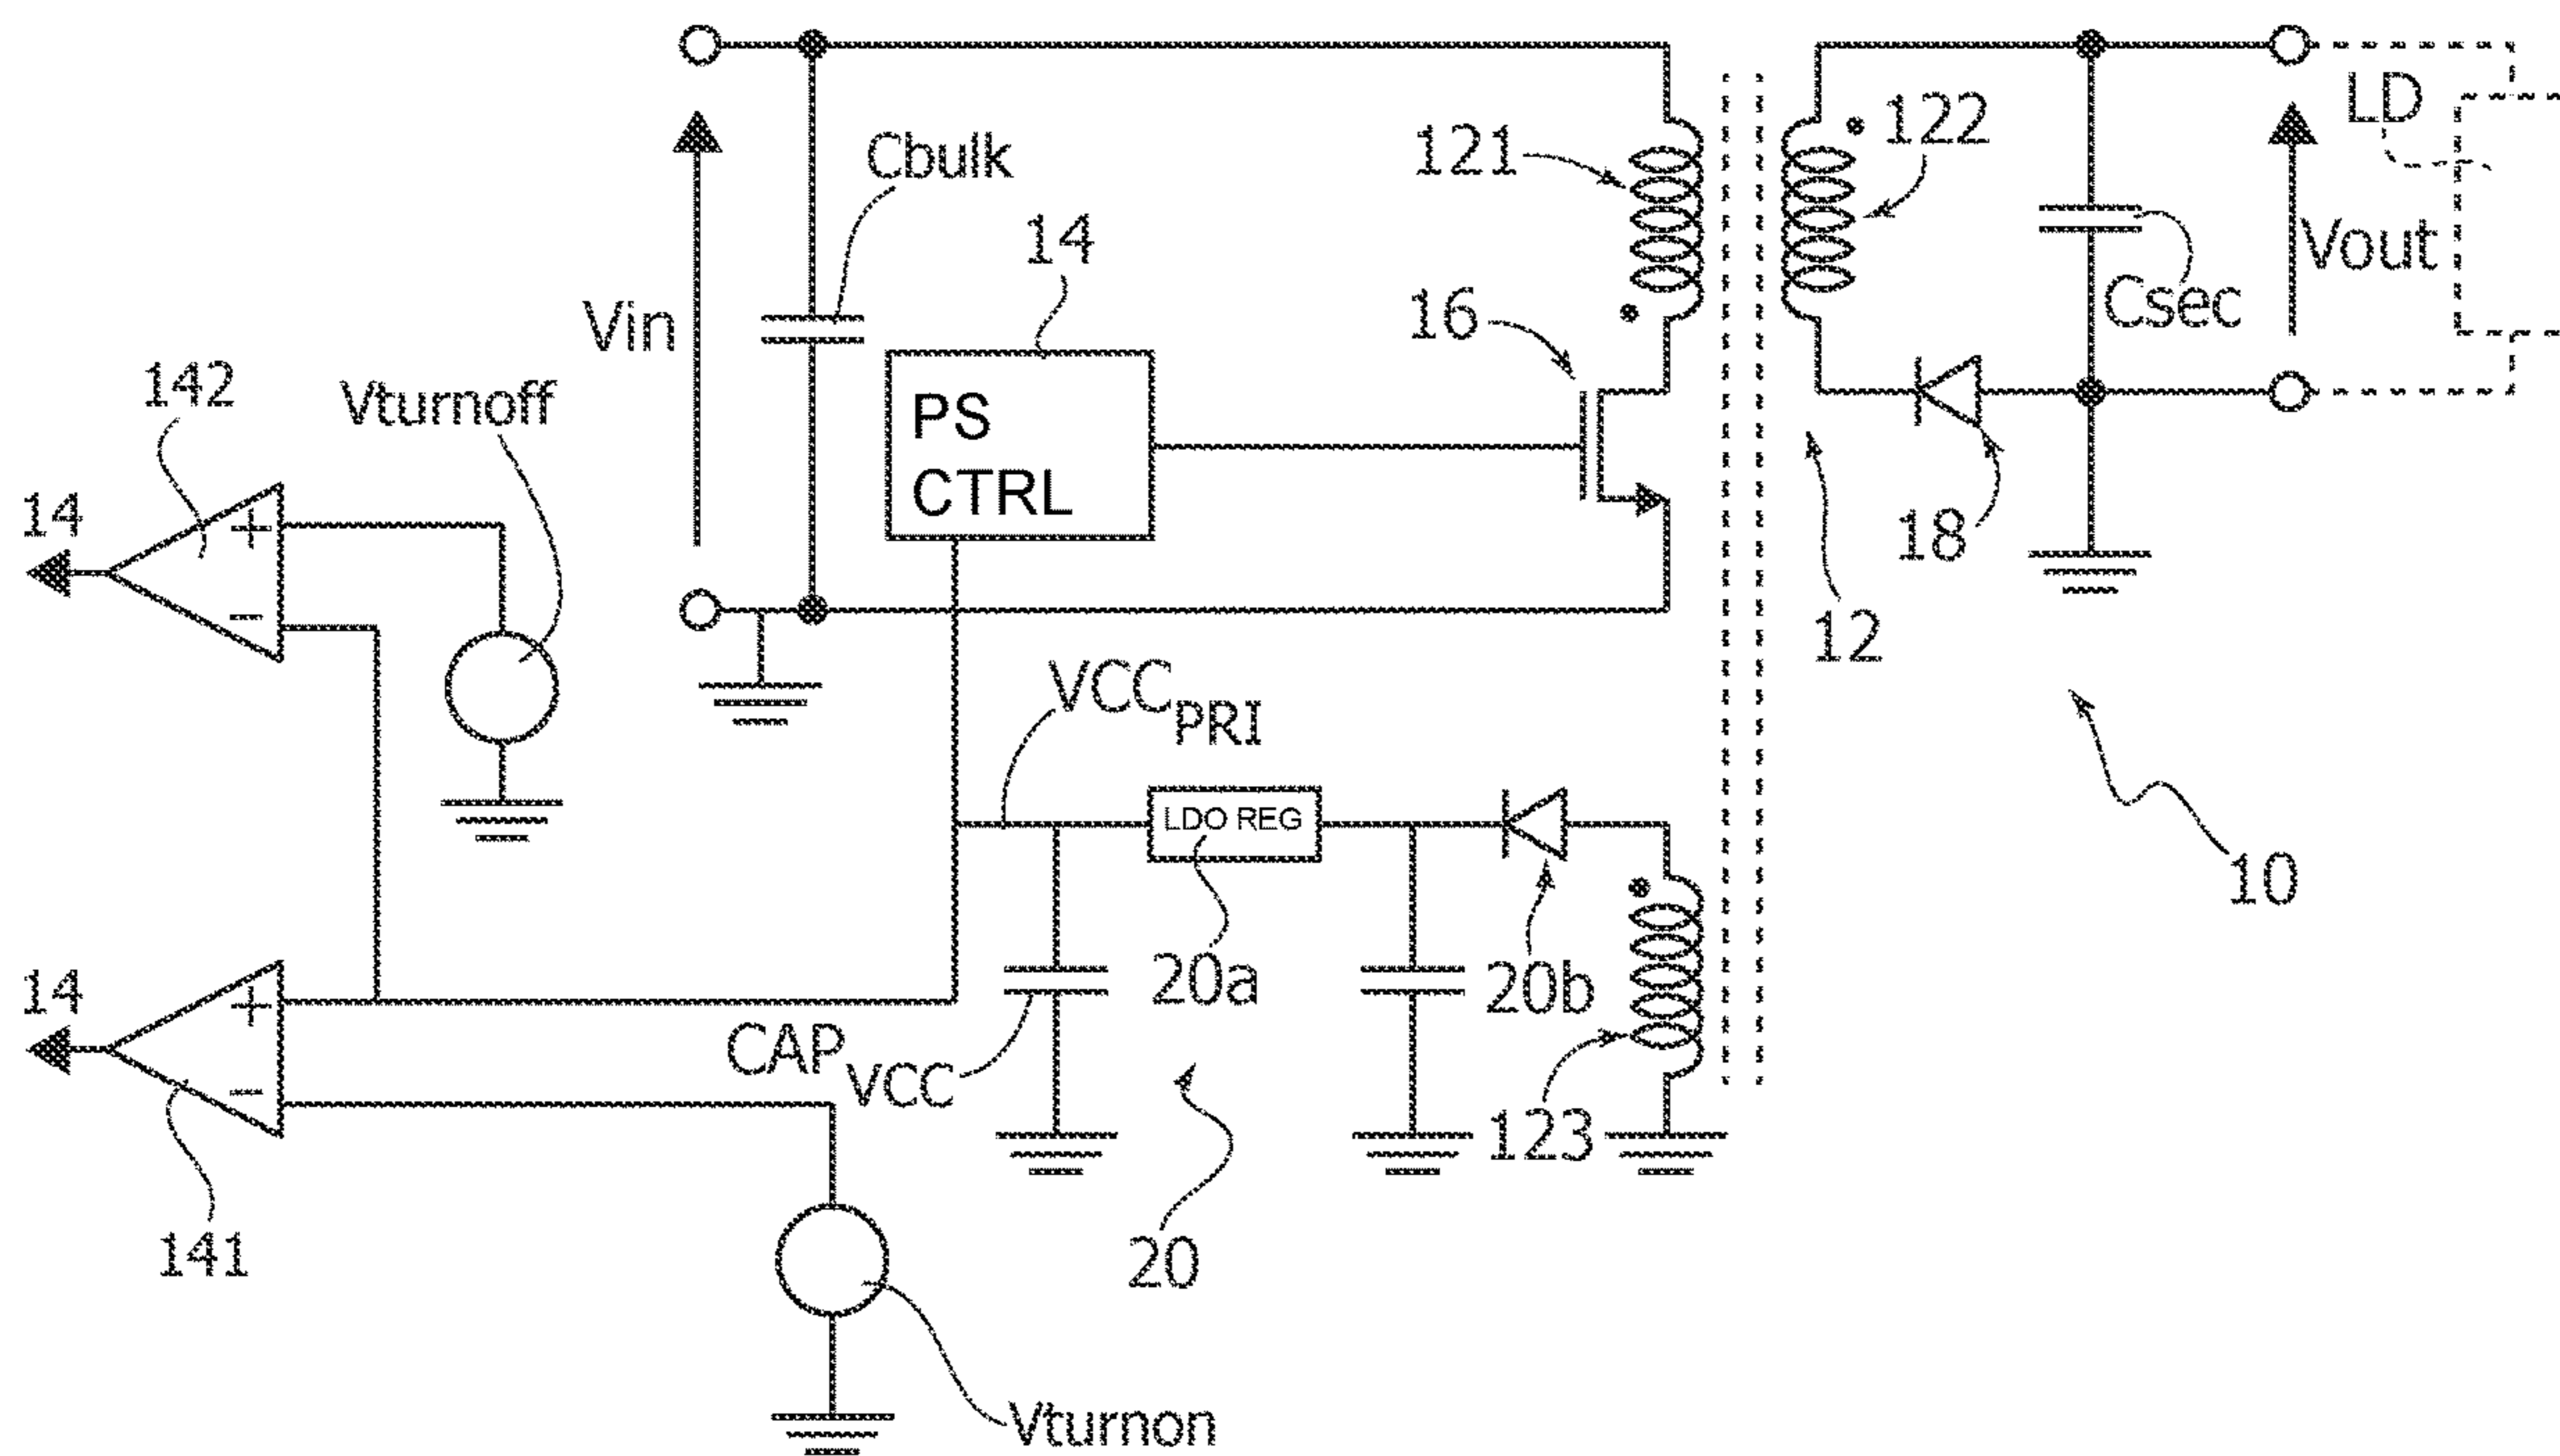 LD
121
122
Cbulk
14
Vin
16
Vout
Csec
142
Vturnoff
PS
CTRL
14
+
-
18
12
VCCPRI
LDO REG
10
20a
20b
14
+
-
CAPVCC
123
141
20
Vturnon